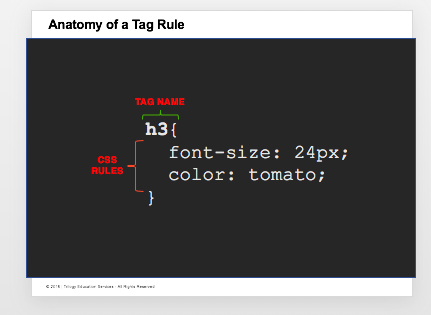 Anatomy of a Tag Rule
TAG NAME
h3{
font-size: 24px;
CSS
RULES
color: tomato;
}
Trilogy Education Services - All Rights Reserved